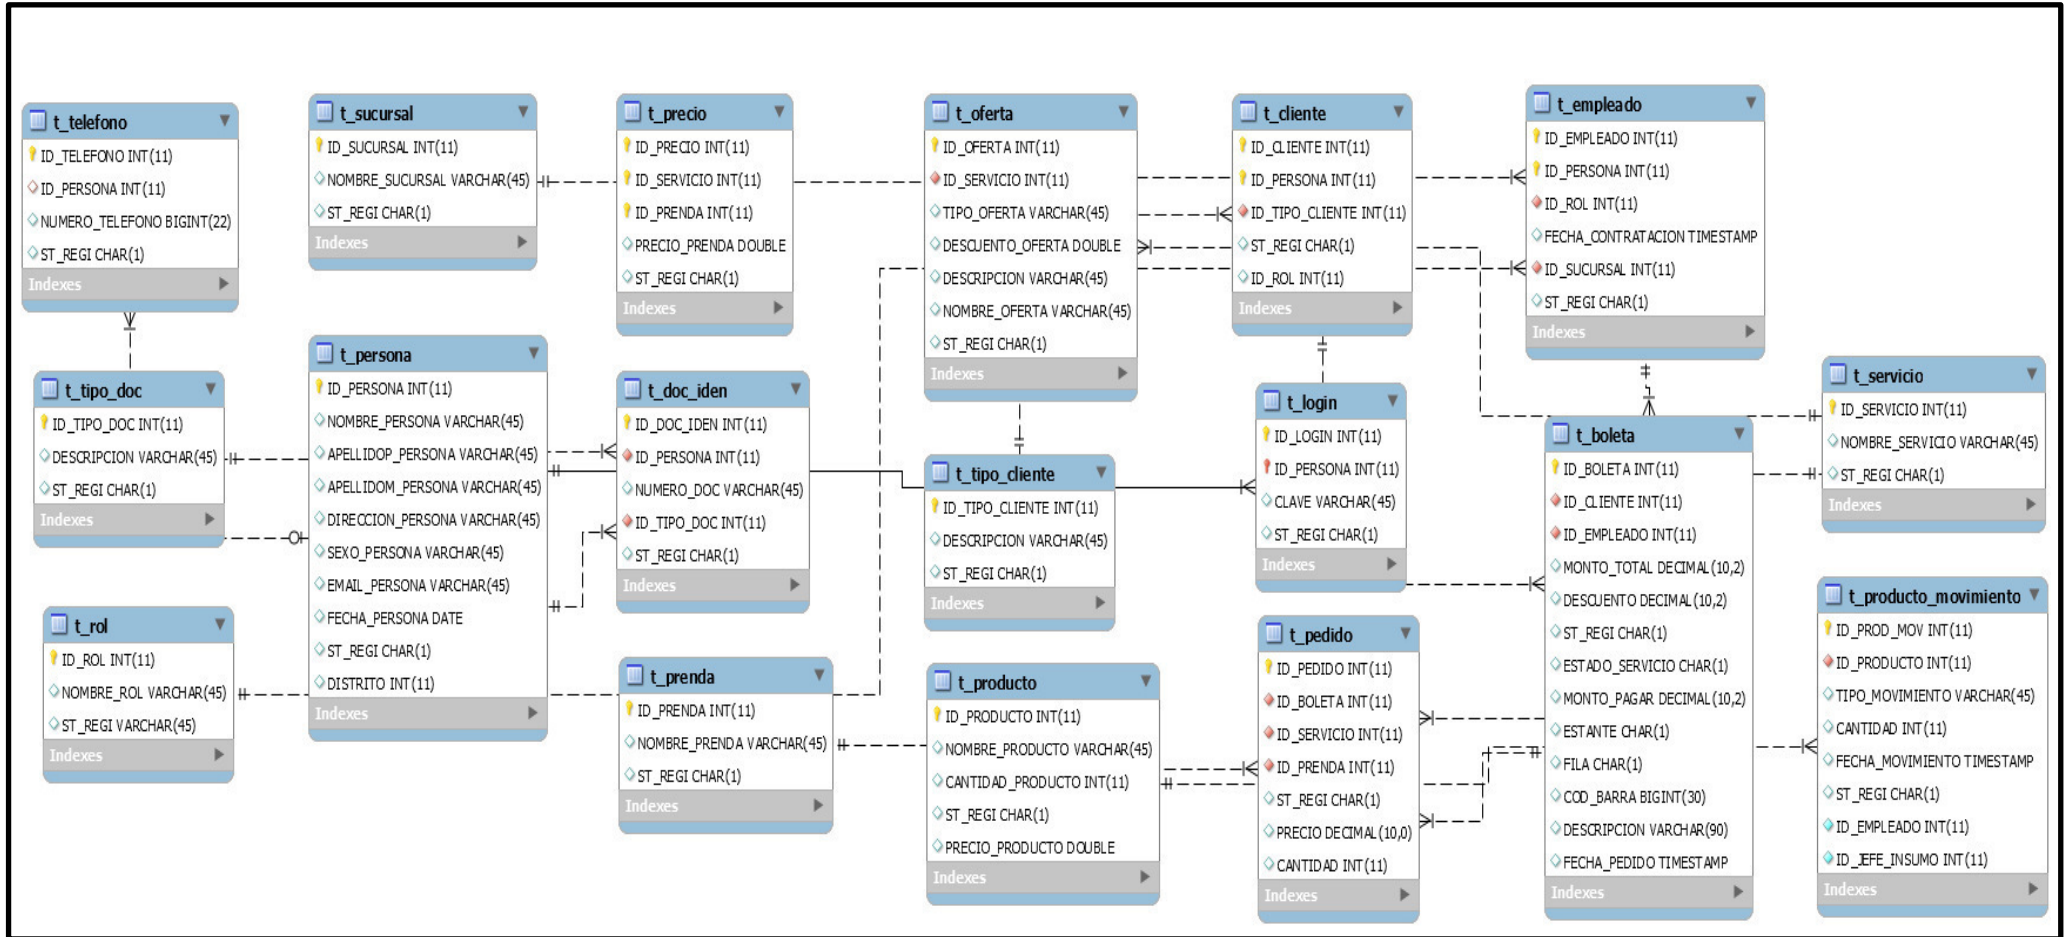 t_telefono
ID_TELEFONO INT(11)
ID_PERSONA INT(11)
NUMERO_TELEFONO BIGINT(22)
ST_REGI CHAR(1)
Indexes
t_sucursal
ID_SUCURSAL INT(11)
NOMBRE_SUCURSAL VARCHAR(45)
ST_REGI CHAR(1)
Indexes
t_precio
ID_PRECIO INT(11)
ID_SERVICIO INT(11)
ID_PRENDA INT(11)
PRECIO_PRENDA DOUBLE
ST_REGI CHAR(1)
Indexes
t_oferta
ID_OFERTA INT(11)
ID_SERVICIO INT(11)
TIPO_OFERTA VARCHAR(45)
DESCUENTO_OFERTA DOUBLE
DESCRIPCION VARCHAR(45)
NOMBRE_OFERTA VARCHAR(45)
ST_REGI CHAR(1)
Indexes
t_cliente
ID_CLIENTE INT(11)
ID_PERSONA INT(11)
ID_TIPO_CLIENTE INT(11)
ST_REGI CHAR(1)
ID_ROL INT(11)
Indexes
t_empleado
ID_EMPLEADO INT(11)
ID_PERSONA INT(11)
ID_ROL INT(11)
FECHA_CONTRATACION TIMESTAMP
ID_SUCURSAL INT(11)
ST_REGI CHAR(1)
Indexes
t_tipo_doc
ID_TIPO_DOC INT(11)
DESCRIPCION VARCHAR(45)
ST_REGI CHAR(1)
Indexes
t_persona
ID_PERSONA INT(11)
NOMBRE_PERSONA VARCHAR(45)
APELLIDOP_PERSONA VARCHAR(45)
APELLIDOM_PERSONA VARCHAR(45)
DIRECCION_PERSONA VARCHAR(45)
SEXO_PERSONA VARCHAR(45)
EMAIL_PERSONA VARCHAR(45)
FECHA_PERSONA DATE
ST_REGI CHAR(1)
DISTRITO INT(11)
Indexes
t_doc_iden
ID_DOC_IDEN INT(11)
ID_PERSONA INT(11)
NUMERO_DOC VARCHAR(45)
ID_TIPO_DOC INT(11)
ST_REGI CHAR(1)
Indexes
t_tipo_cliente
ID_TIPO_CLIENTE INT(11)
DESCRIPCION VARCHAR(45)
ST_REGI CHAR(1)
Indexes
t_login
ID_LOGIN INT(11)
ID_PERSONA INT(11)
CLAVE VARCHAR(45)
ST_REGI CHAR(1)
Indexes
t_boleta
ID_BOLETA INT(11)
ID_CLIENTE INT(11)
ID_EMPLEADO INT(11)
MONTO_TOTAL DECIMAL(10,2)
DESCUENTO DECIMAL(10,2)
ST_REGI CHAR(1)
ESTADO_SERVICIO CHAR(1)
MONTO_PAGAR DECIMAL(10,2)
ESTANTE CHAR(1)
FILA CHAR(1)
COD_BARRA BIGINT(30)
DESCRIPCION VARCHAR(90)
FECHA_PEDIDO TIMESTAMP
Indexes
t_servicio
ID_SERVICIO INT(11)
NOMBRE_SERVICIO VARCHAR(45)
ST_REGI CHAR(1)
Indexes
t_rol
ID_ROL INT(11)
NOMBRE_ROL VARCHAR(45)
ST_REGI VARCHAR(45)
Indexes
t_prenda
ID_PRENDA INT(11)
NOMBRE_PRENDA VARCHAR(45)
ST_REGI CHAR(1)
Indexes
t_producto
ID_PRODUCTO INT(11)
NOMBRE_PRODUCTO VARCHAR(45)
CANTIDAD_PRODUCTO INT(11)
ST_REGI CHAR(1)
PRECIO_PRODUCTO DOUBLE
Indexes
t_pedido
ID_PEDIDO INT(11)
ID_BOLETA INT(11)
ID_SERVICIO INT(11)
ID_PRENDA INT(11)
ST_REGI CHAR(1)
PRECIO DECIMAL(10,0)
CANTIDAD INT(11)
Indexes
t_producto_movimiento
ID_PROD_MOV INT(11)
ID_PRODUCTO INT(11)
TIPO_MOVIMIENTO VARCHAR(45)
CANTIDAD INT(11)
FECHA_MOVIMIENTO TIMESTAMP
ST_REGI CHAR(1)
ID_EMPLEADO INT(11)
ID_JEFE_INSUMO INT(11)
Indexes